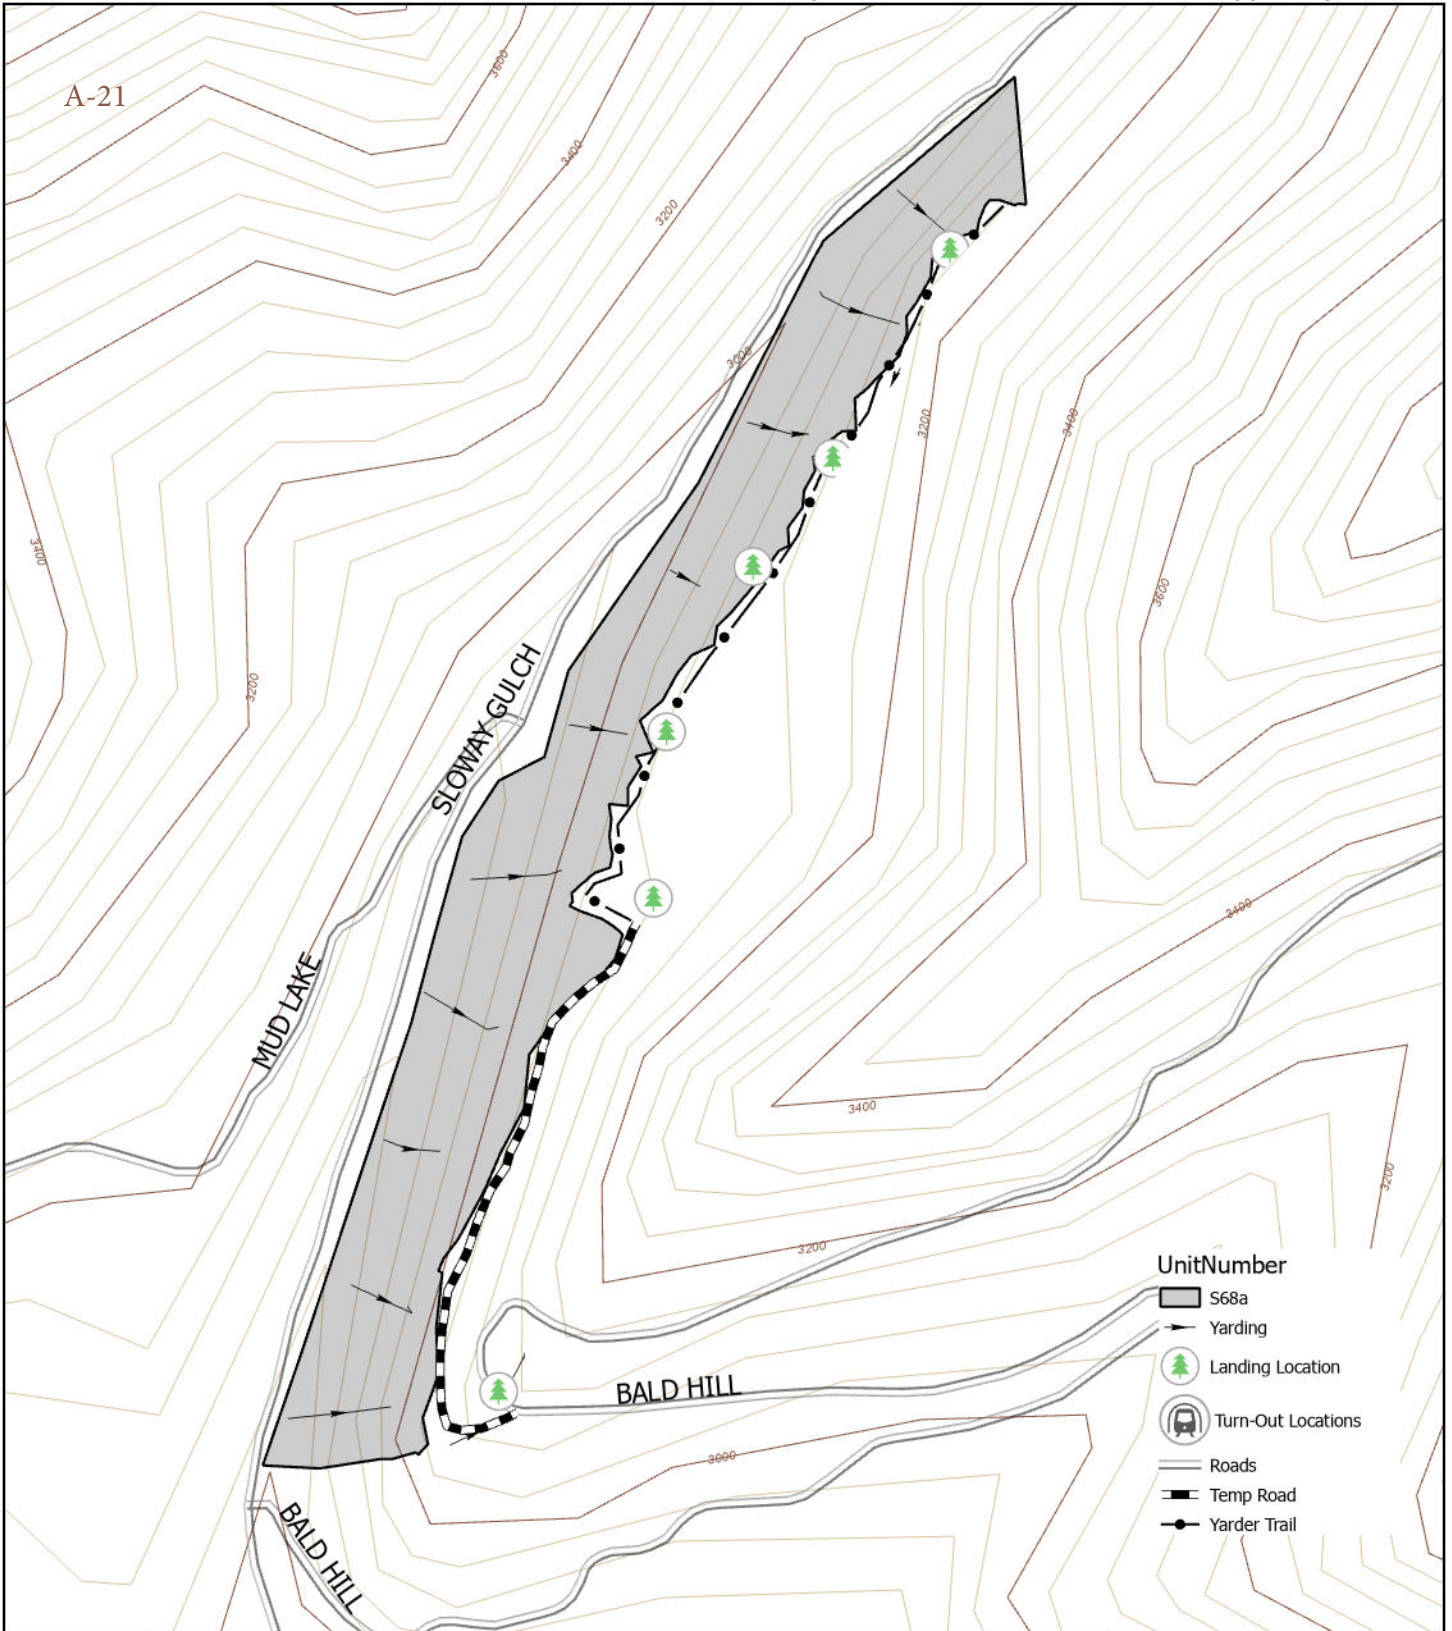 A-21
3600
3400
3200
3000
3200
3400
3400
3600
3200
SLOWAY GULCH
MUD LAKE
3400
3400
3200
3200
BALD HILL
3000
BALD HILL
UnitNumber
S68a
Yarding
Landing Location
Turn-Out Locations
Roads
Temp Road
Yarder Trail